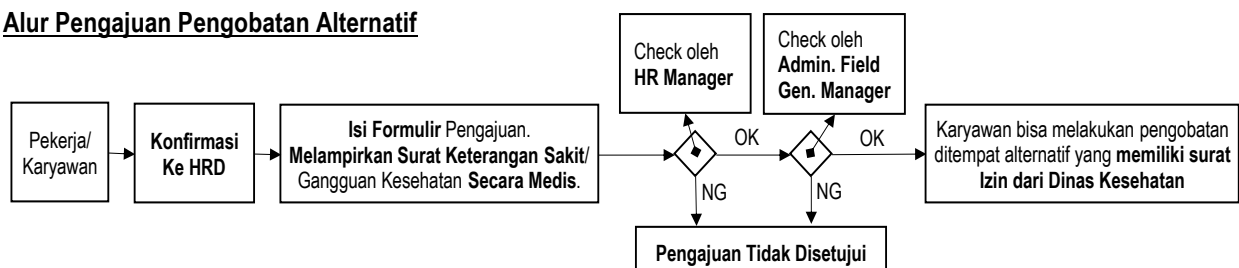 Alur Pengajuan Pengobatan Alternatif
Pekerja/
Karyawan
Konfirmasi
Ke HRD
Isi Formulir Pengajuan.
Melampirkan Surat Keterangan Sakit/
Gangguan Kesehatan Secara Medis.
Check oleh
HR Manager
OK
NG
Check oleh
Admin. Field
Gen. Manager
OK
NG
Karyawan bisa melakukan pengobatan
ditempat alternatif yang memiliki surat
Izin dari Dinas Kesehatan
Pengajuan Tidak Disetujui